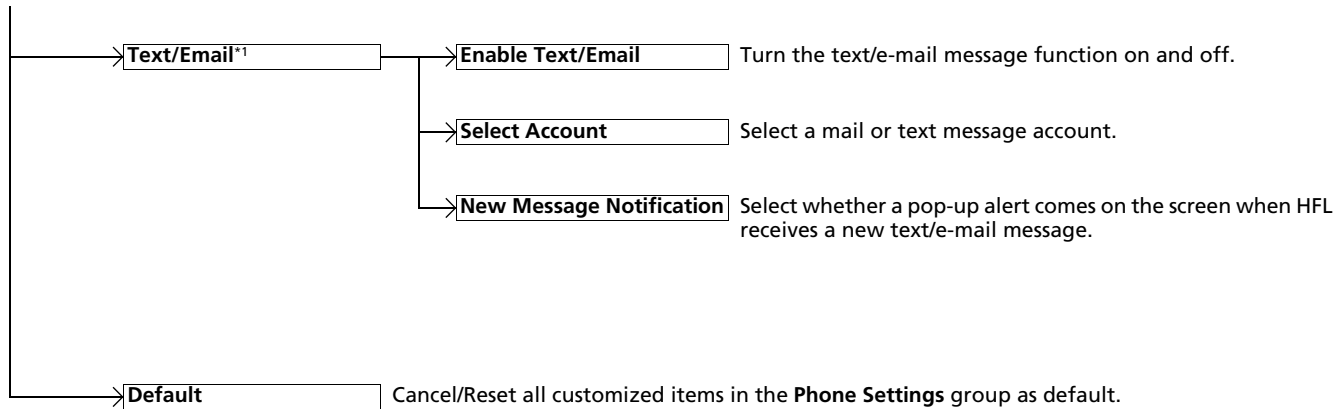 Text/Email*1
Enable Text/Email
Turn the text/e-mail message function on and off.
Select Account
Select a mail or text message account.
New Message Notification
Select whether a pop-up alert comes on the screen when HFL
receives a new text/e-mail message.
Default
Cancel/Reset all customized items in the Phone Settings group as default.